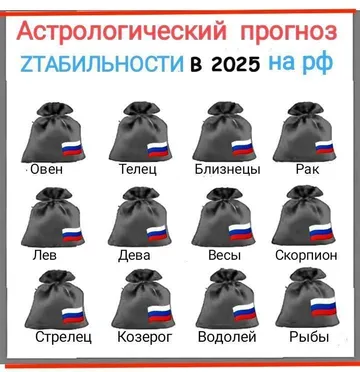 Астрологический прогноз
ZТАБИЛЬНОСТИ В 2025 на рф
Овен Телец Близнецы Рак
Лев Дева Весы Скорпион
Стрелец Козерог Водолей Рыбы